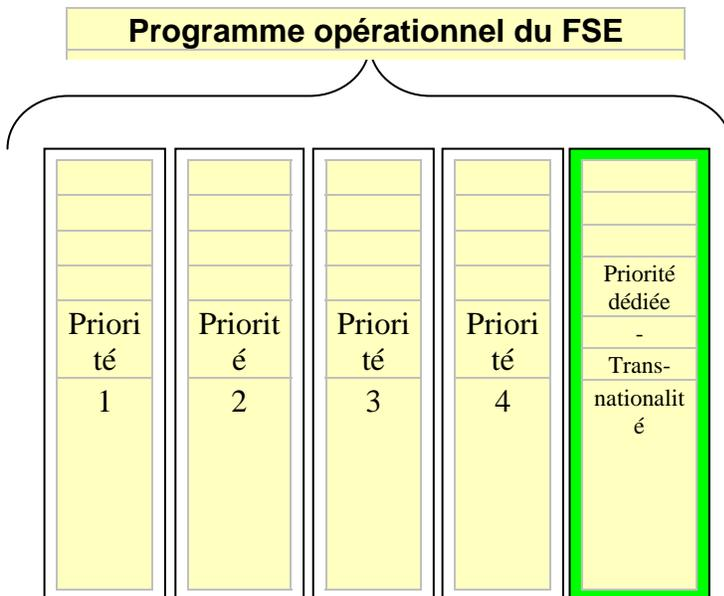 Programme opérationnel du FSE
Priori
té
1
Priorit
é
2
Priori
té
3
Priori
té
4
Priorité
dédiée
-
Trans-
nationalit
é